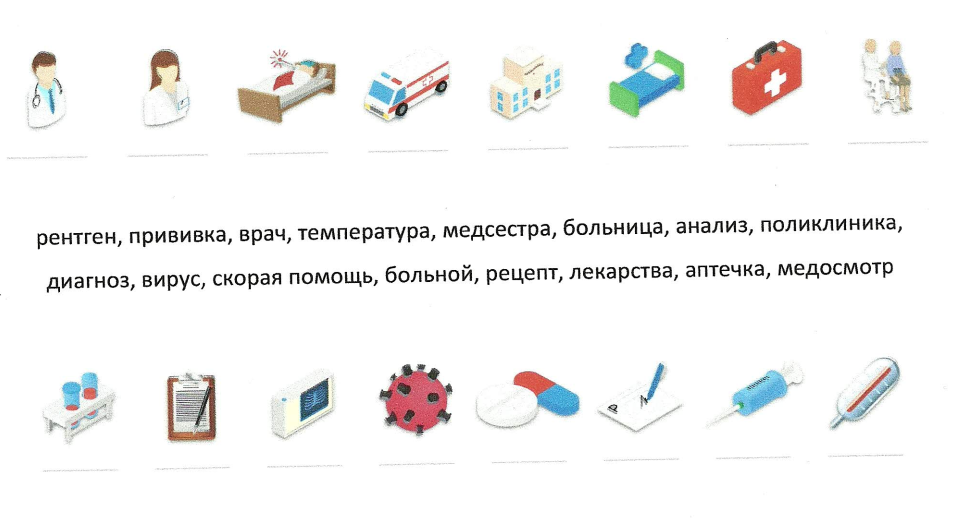 рентген, прививка, врач, температура, медсестра, больница, анализ, поликлиника,
диагноз, вирус, скорая помощь, больной, рецепт, лекарства, аптечка, медосмотр